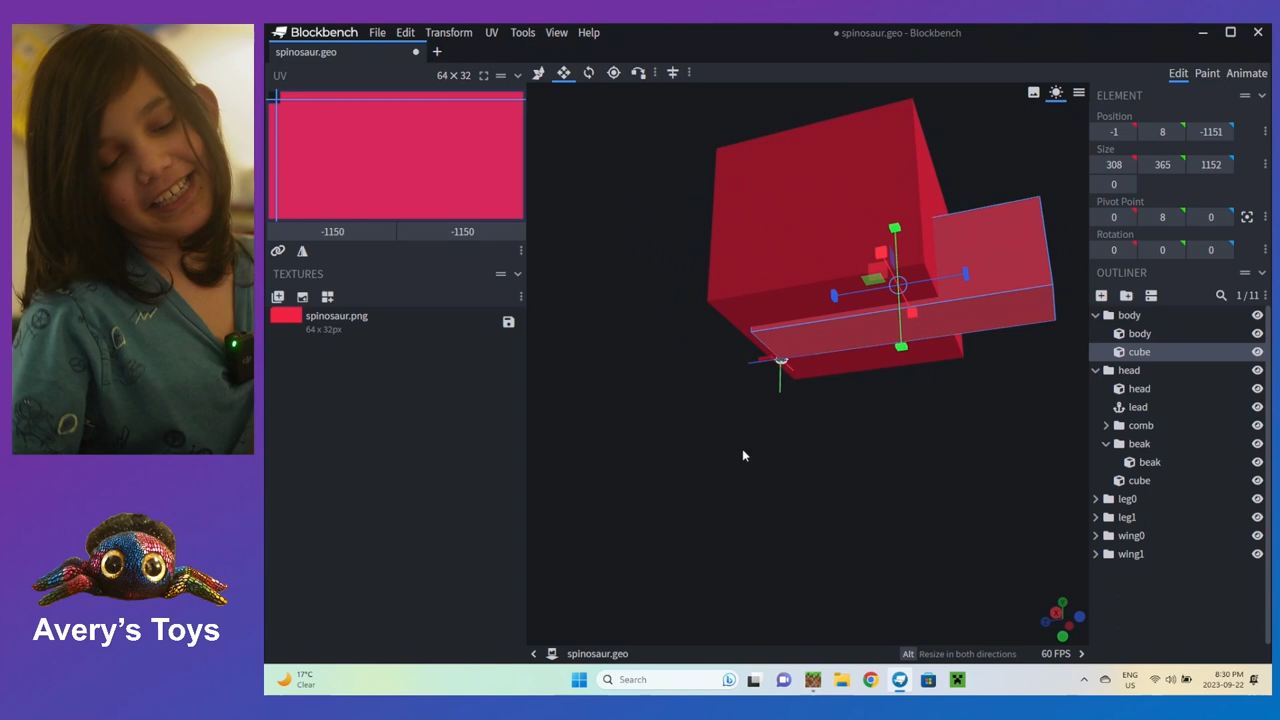 Blockbench
File
Edit
Transform
UV
Tools
View
Help
spinosaur.geo - Blockbench
spinosaur.geo
UV
64 × 32
Edit
Paint
Animate
ELEMENT
Position
-1
8
-1151
Size
308
365
1152
0
Pivot Point
0
8
0
Rotation
0
0
0
-1150
-1150
TEXTURES
spinosaur.png
64 x 32px
OUTLINER
1/11
body
body
cube
head
head
lead
comb
beak
beak
cube
leg0
leg1
wing0
wing1
spinosaur.geo
Alt
Resize in both directions
60 FPS
17°C
Clear
Search
ENG
US
8:30 PM
2023-09-22
Avery's Toys